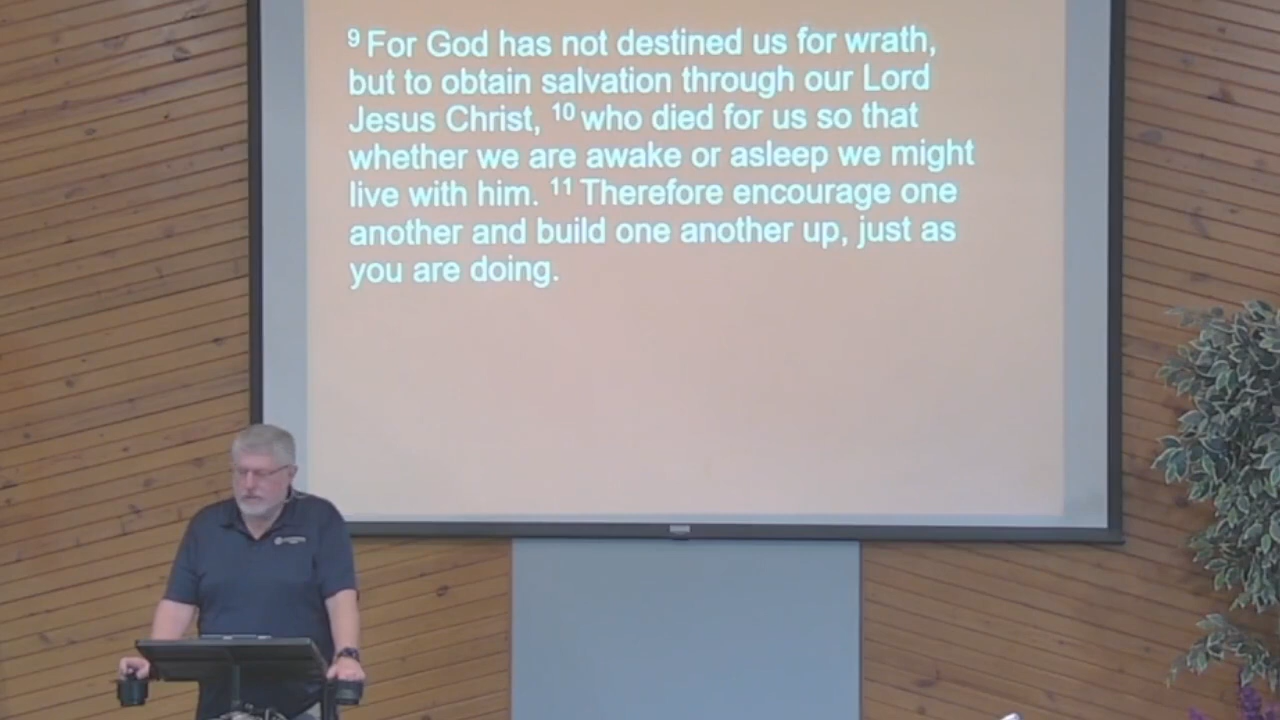 ⁹ For God has not destined us for wrath,
but to obtain salvation through our Lord
Jesus Christ, ¹⁰ who died for us so that
whether we are awake or asleep we might
live with him. ¹¹ Therefore encourage one
another and build one another up, just as
you are doing.